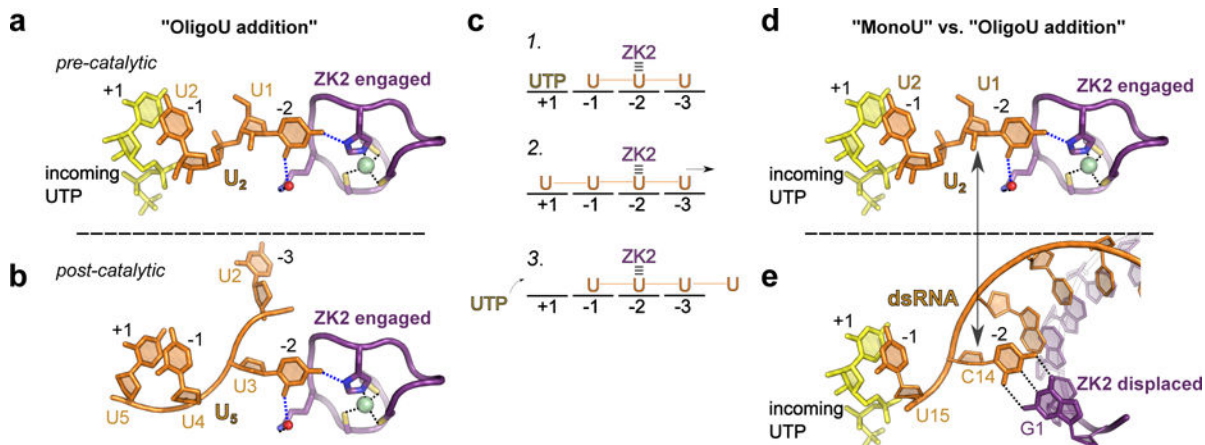 a
"OligoU addition"
pre-catalytic
U2
U1
ZK2 engaged
+1
-1
-2
incoming
UTP
U2
b
post-catalytic
U2
-3
ZK2 engaged
+1
-1
-2
U3
U5
U4
U5
c
1.
ZK2
UTP U U U
+1 -1 -2 -3
2.
ZK2
U U U U
+1 -1 -2 -3
3.
ZK2
U U U U
UTP
+1 -1 -2 -3
d
"MonoU" vs. "OligoU addition"
U2
U1
ZK2 engaged
+1
-1
-2
incoming
UTP
U2
e
dsRNA
+1
-1
-2
C14
ZK2 displaced
incoming
UTP
U15
G1